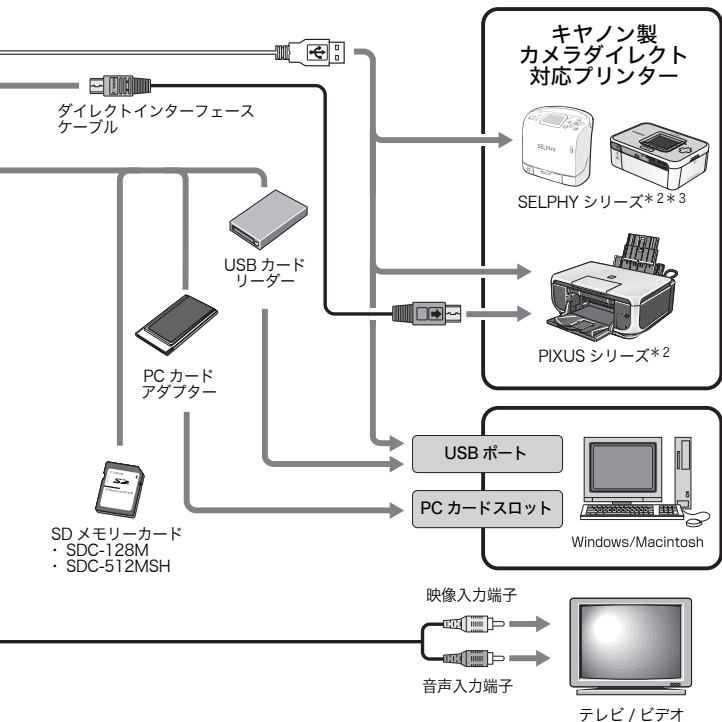 キヤノン製
カメラダイレクト
対応プリンター
ダイレクトインターフェース
ケーブル
SELPHY
SELPHY シリーズ＊2＊3
USB カード
リーダー
PIXUS シリーズ＊2
PC カード
アダプター
USB ポート
PC カードスロット
Windows/Macintosh
SD メモリーカード
・ SDC-128M
・ SDC-512MSH
映像入力端子
音声入力端子
テレビ / ビデオ